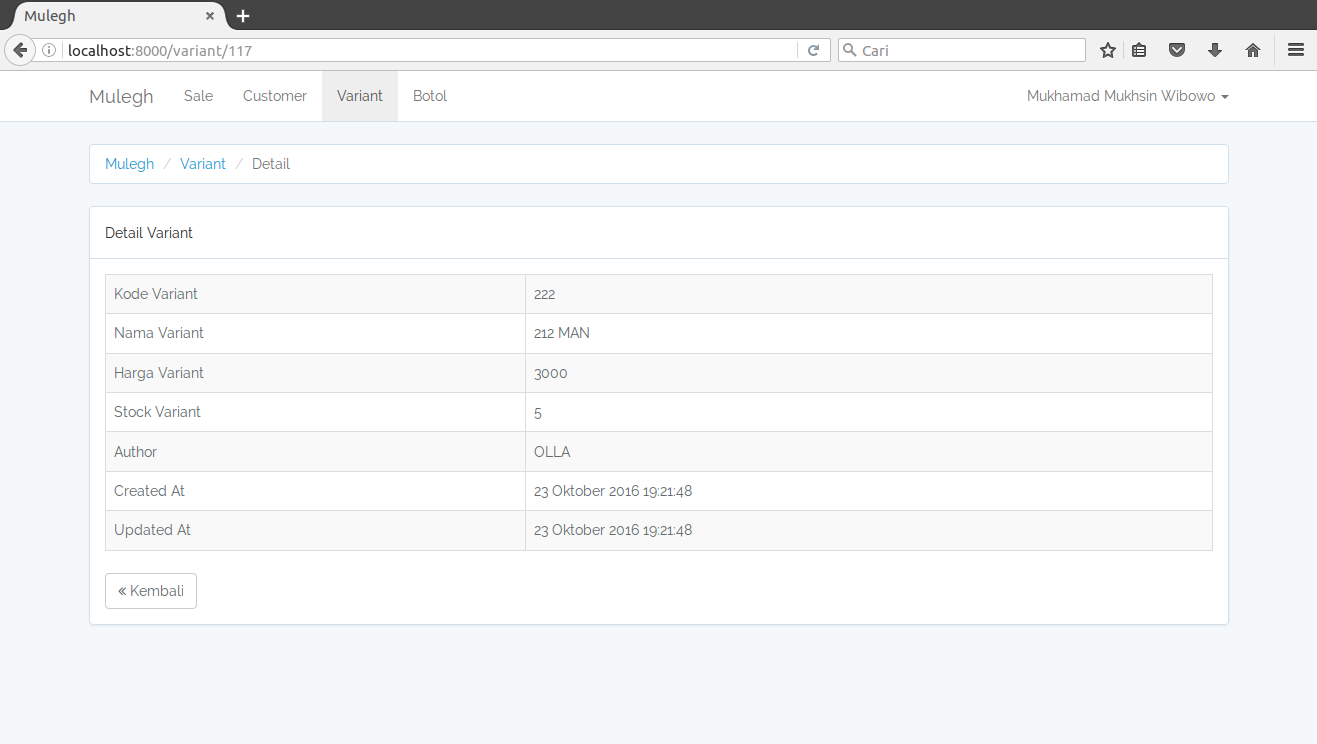 Mulegh
localhost:8000/variant/117
Cari
Mulegh Sale Customer Variant Botol Mukhamad Mukhsin Wibowo
Mulegh / Variant / Detail
Detail Variant
Kode Variant 222
Nama Variant 212 MAN
Harga Variant 3000
Stock Variant 5
Author OLLA
Created At 23 Oktober 2016 19:21:48
Updated At 23 Oktober 2016 19:21:48
« Kembali